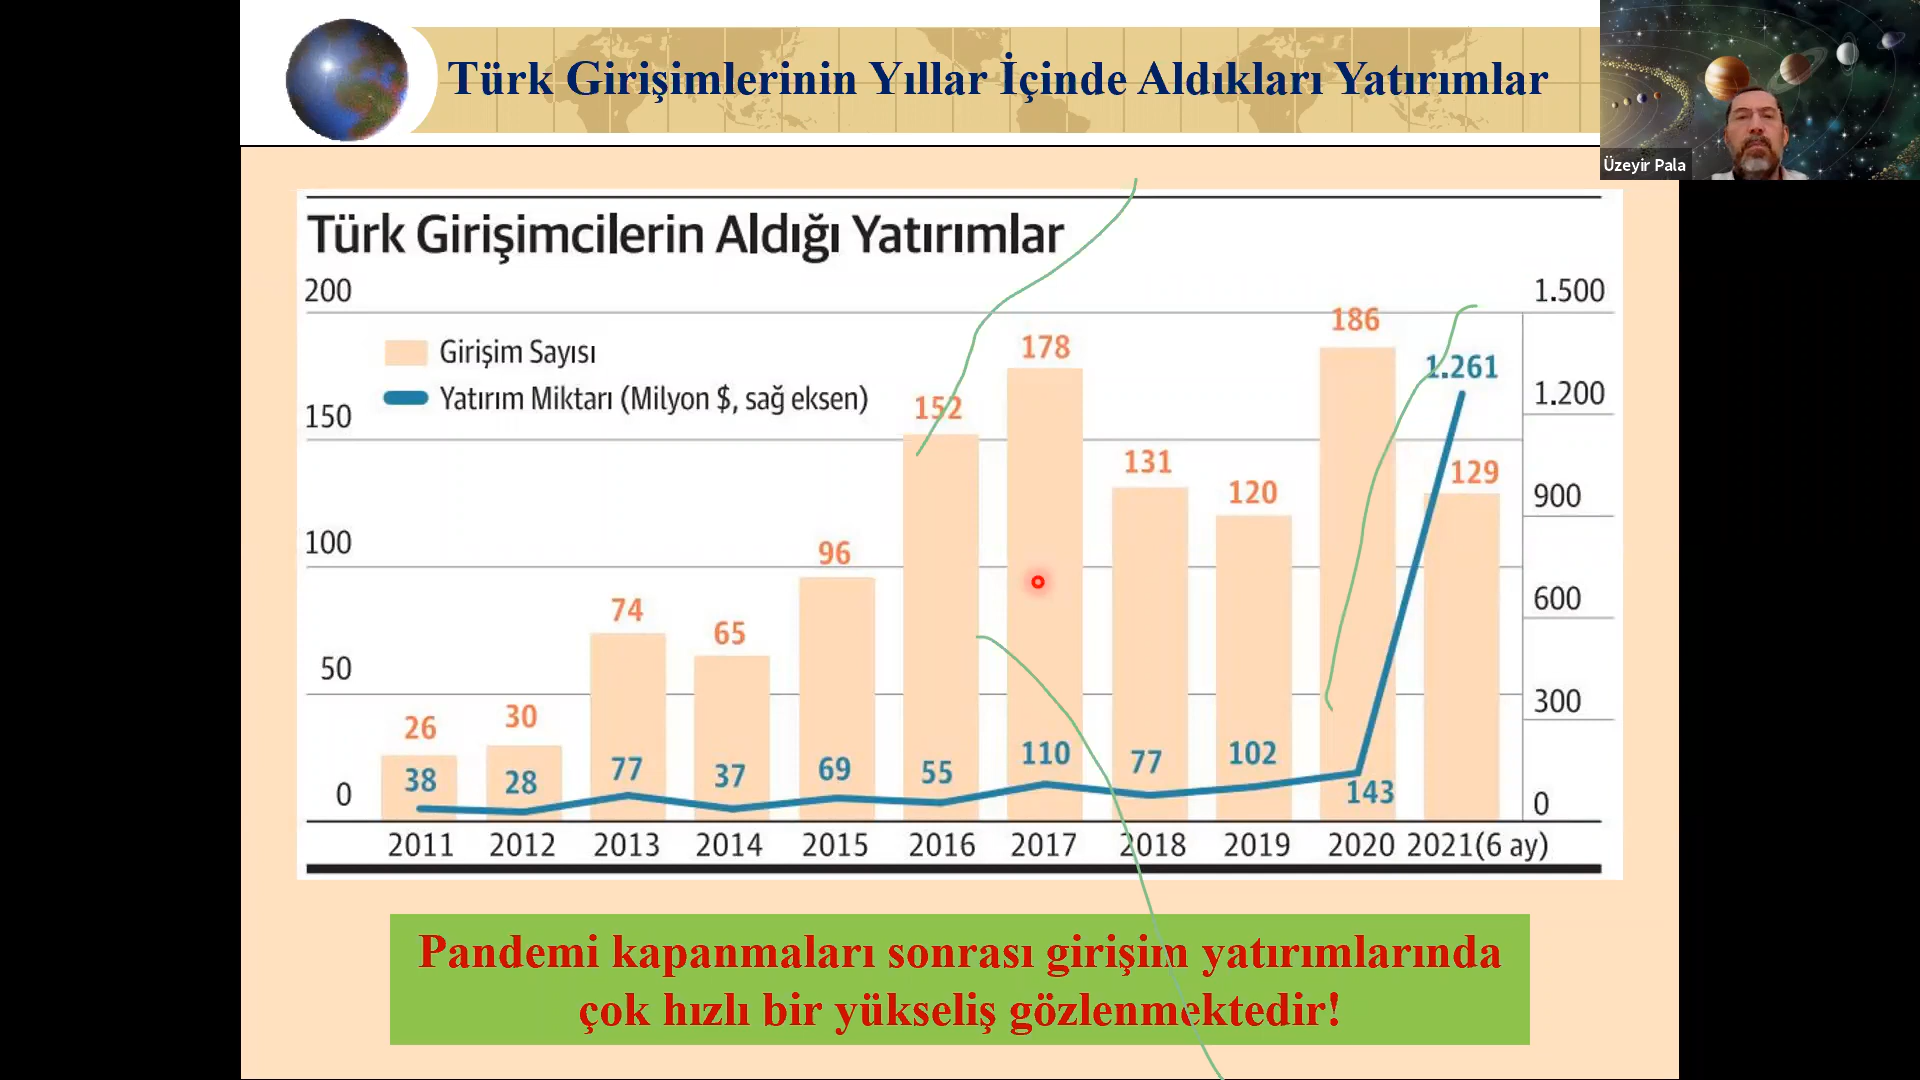 Türk Girişimlerinin Yıllar İçinde Aldıkları Yatırımlar
Üzeyir Pala
Türk Girişimcilerin Aldığı Yatırımlar
200 1.500
Girişim Sayısı
Yatırım Miktarı (Milyon $, sağ eksen)
150 1.200
100 900
600
50 300
0 0
26 30 74 65 96 152 178 131 120 186 129
38 28 77 37 69 55 110 77 102 143 1.261
2011 2012 2013 2014 2015 2016 2017 2018 2019 2020 2021(6 ay)
Pandemi kapanmaları sonrası girişim yatırımlarında
çok hızlı bir yükseliş gözlenmektedir!